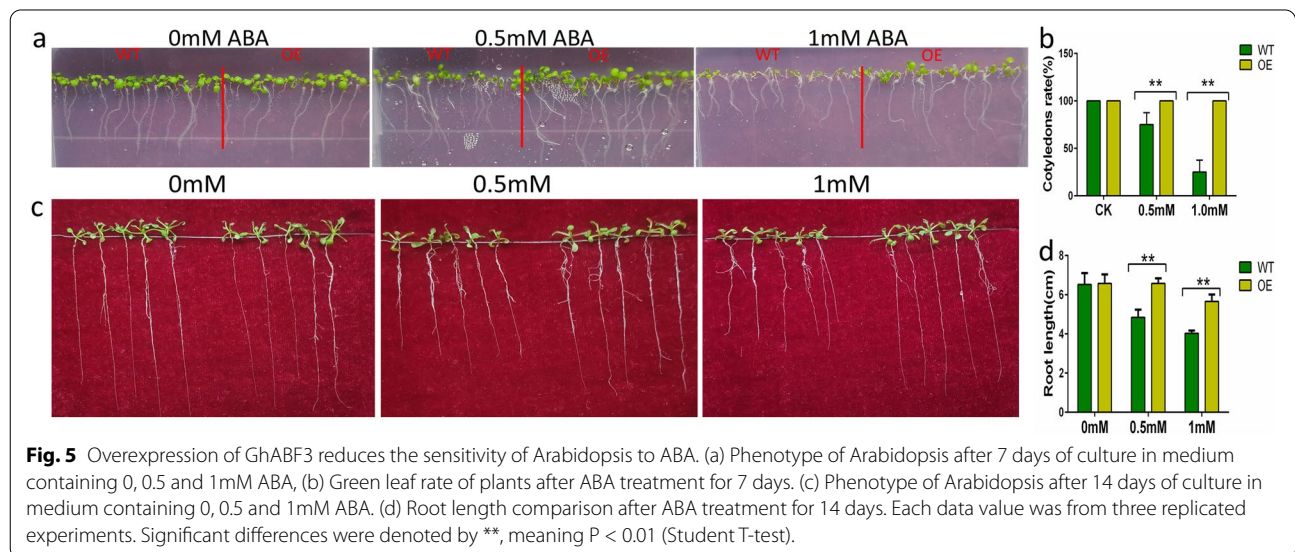 a
0mM ABA
0.5mM ABA
1mM ABA
WT
OE
WT
OE
WT
OE
b
Cotyledons rate(%)
150
100
50
0
CK
0.5mM
1.0mM
**
**
WT
OE
c
0mM
0.5mM
1mM
d
Root length(cm)
8
6
4
2
0
0mM
0.5mM
1mM
**
**
WT
OE
Fig. 5 Overexpression of GhABF3 reduces the sensitivity of Arabidopsis to ABA. (a) Phenotype of Arabidopsis after 7 days of culture in medium
containing 0, 0.5 and 1mM ABA, (b) Green leaf rate of plants after ABA treatment for 7 days. (c) Phenotype of Arabidopsis after 14 days of culture in
medium containing 0, 0.5 and 1mM ABA. (d) Root length comparison after ABA treatment for 14 days. Each data value was from three replicated
experiments. Significant differences were denoted by **, meaning P < 0.01 (Student T-test).